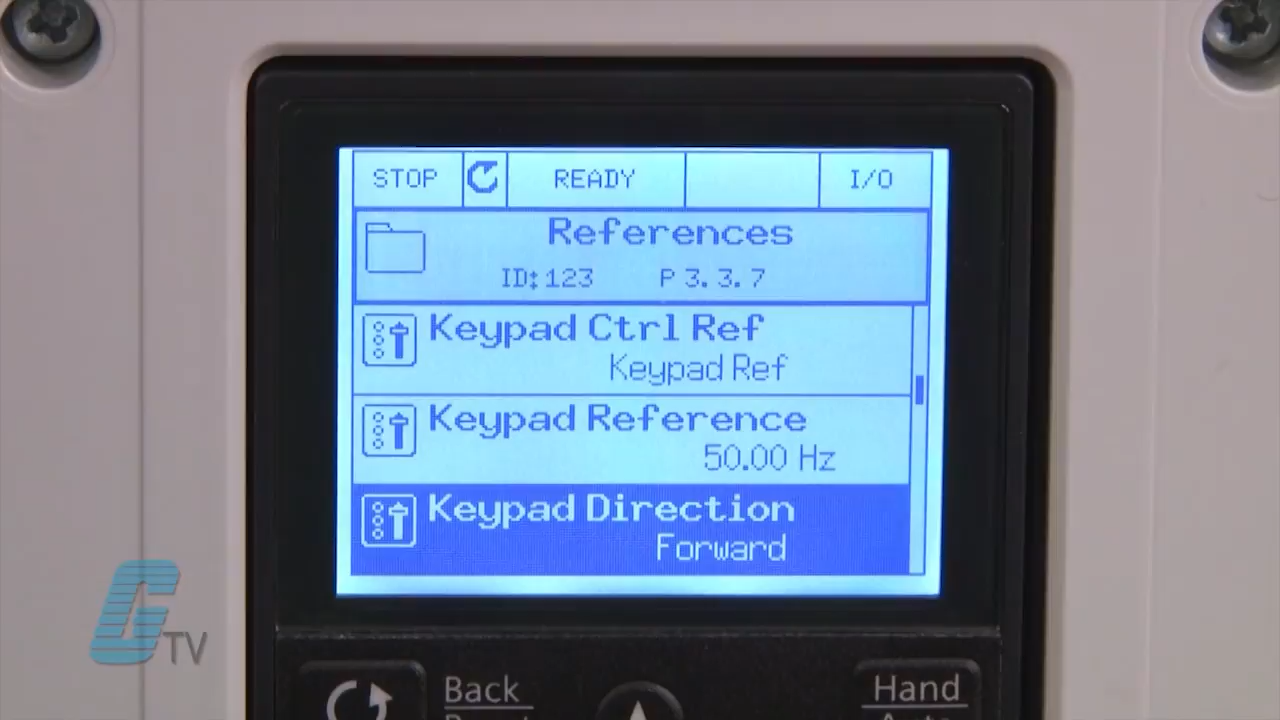 STOP READY I/O
References
ID:123 P 3.3.7
Keypad Ctrl Ref
Keypad Ref
Keypad Reference
50.00 Hz
Keypad Direction
Forward
G TV
Back
Hand